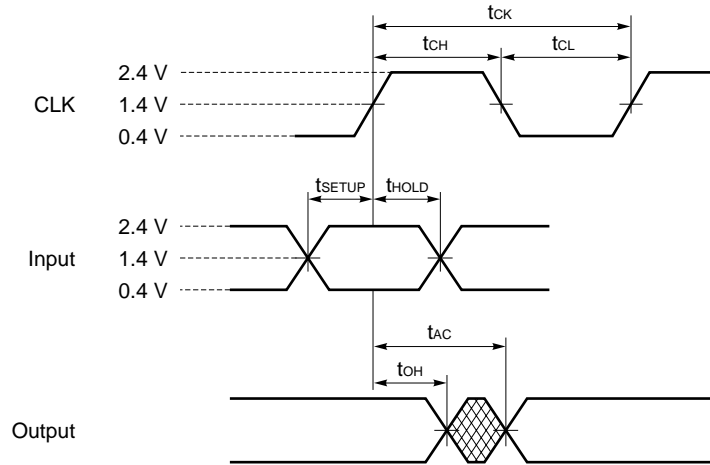 tCK
tCH tCL
2.4 V
CLK 1.4 V
0.4 V
tSETUP tHOLD
2.4 V
Input 1.4 V
0.4 V
tAC
tOH
Output